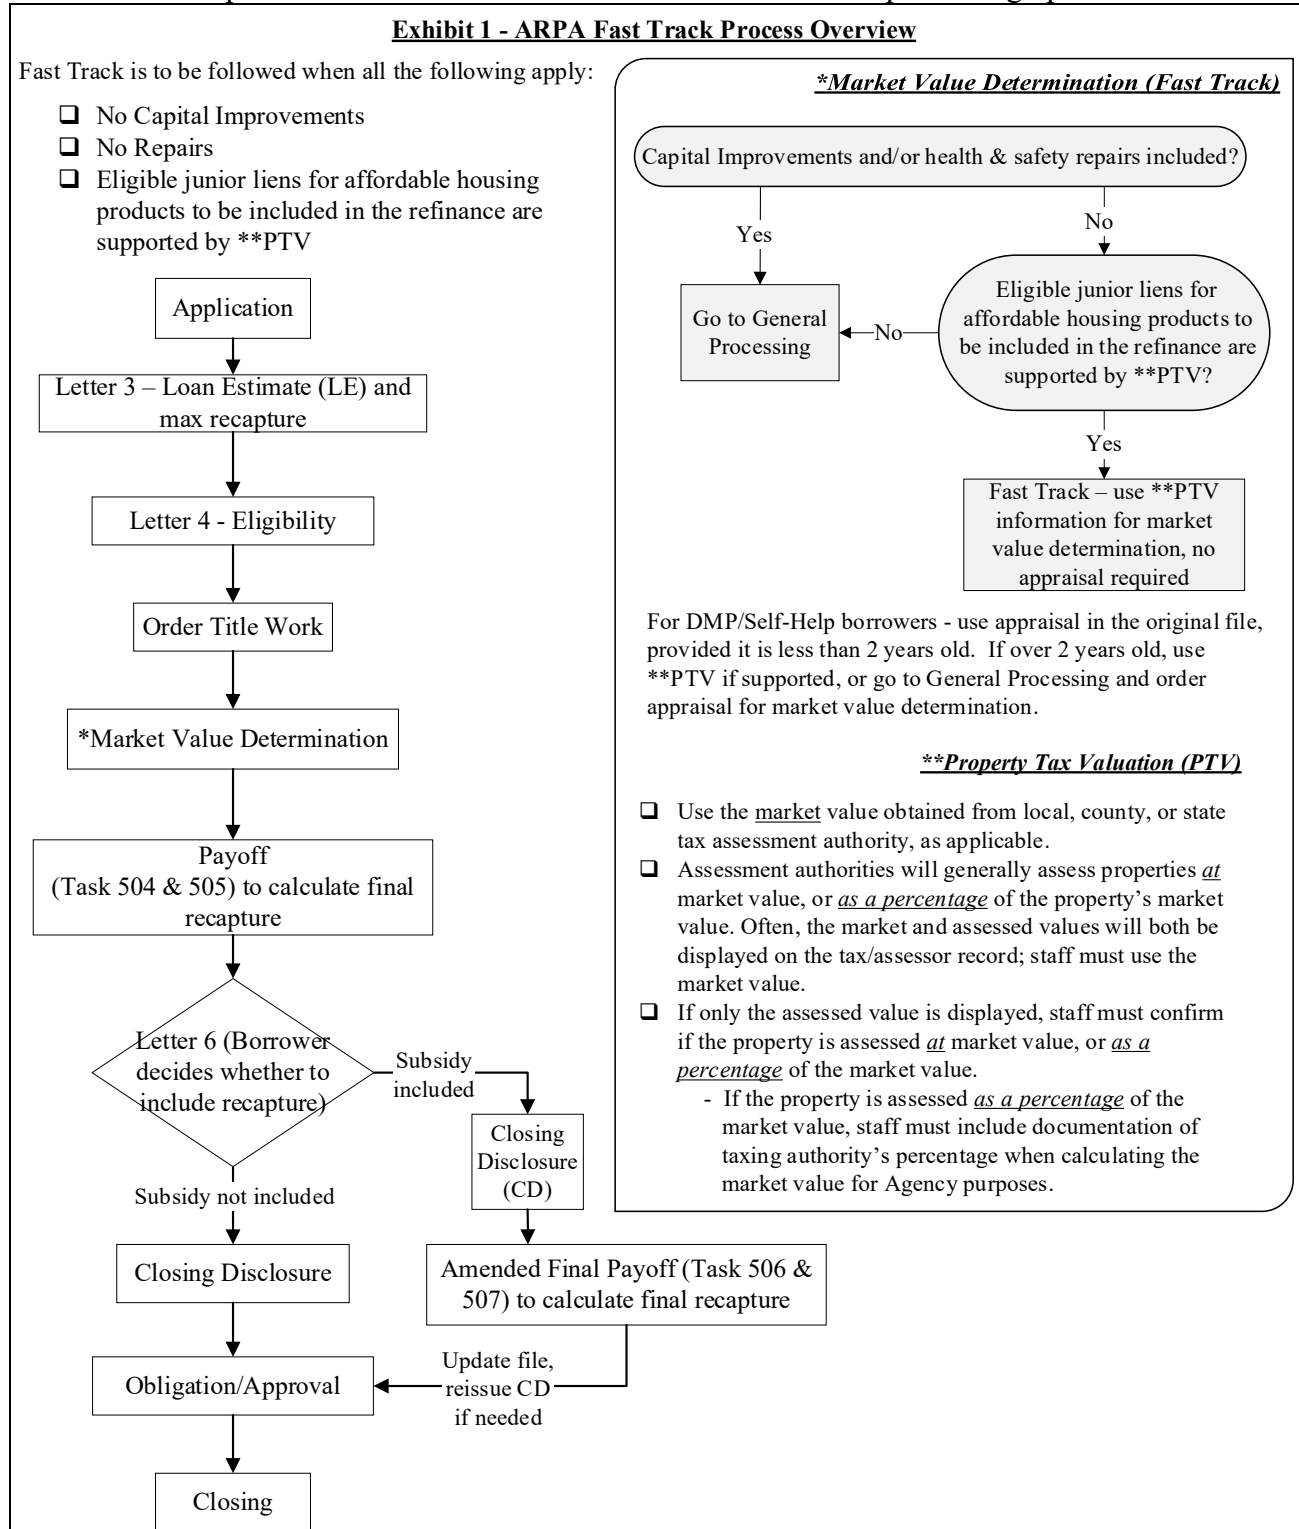 Exhibit 1 - ARPA Fast Track Process Overview
Fast Track is to be followed when all the following apply:
❑ No Capital Improvements
❑ No Repairs
❑ Eligible junior liens for affordable housing
products to be included in the refinance are
supported by **PTV
Application
Letter 3 – Loan Estimate (LE) and
max recapture
Letter 4 - Eligibility
Order Title Work
*Market Value Determination
Payoff
(Task 504 & 505) to calculate final
recapture
Letter 6 (Borrower
decides whether to
include recapture)
Subsidy
included
Subsidy not included
Closing
Disclosure
(CD)
Closing Disclosure
Amended Final Payoff (Task 506 &
507) to calculate final recapture
Update file,
reissue CD
if needed
Obligation/Approval
Closing
*Market Value Determination (Fast Track)
Capital Improvements and/or health & safety repairs included?
Yes
No
Go to General
Processing
No
Eligible junior liens for
affordable housing products to
be included in the refinance are
supported by **PTV?
Yes
Fast Track – use **PTV
information for market
value determination, no
appraisal required
For DMP/Self-Help borrowers - use appraisal in the original file,
provided it is less than 2 years old.  If over 2 years old, use
**PTV if supported, or go to General Processing and order
appraisal for market value determination.
**Property Tax Valuation (PTV)
❑ Use the market value obtained from local, county, or state
tax assessment authority, as applicable.
❑ Assessment authorities will generally assess properties at
market value, or as a percentage of the property’s market
value. Often, the market and assessed values will both be
displayed on the tax/assessor record; staff must use the
market value.
❑ If only the assessed value is displayed, staff must confirm
if the property is assessed at market value, or as a
percentage of the market value.
- If the property is assessed as a percentage of the
market value, staff must include documentation of
taxing authority’s percentage when calculating the
market value for Agency purposes.